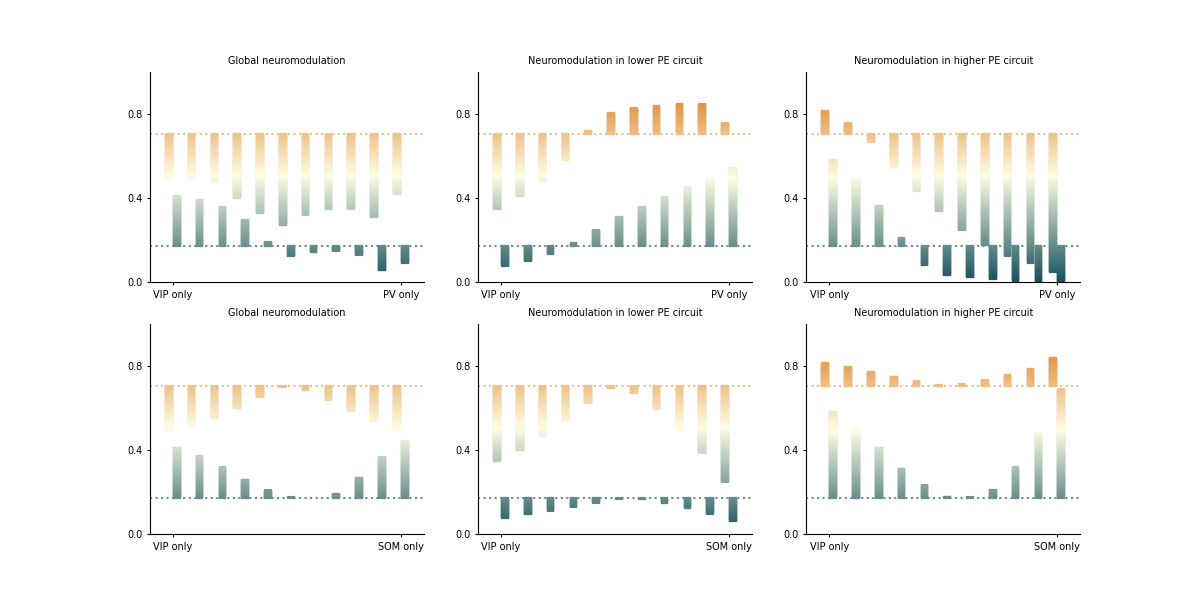 Global neuromodulation
Neuromodulation in lower PE circuit
Neuromodulation in higher PE circuit
0.8
0.4
0.0
VIP only
PV only
0.8
0.4
0.0
VIP only
PV only
0.8
0.4
0.0
VIP only
PV only
Global neuromodulation
Neuromodulation in lower PE circuit
Neuromodulation in higher PE circuit
0.8
0.4
0.0
VIP only
SOM only
0.8
0.4
0.0
VIP only
SOM only
0.8
0.4
0.0
VIP only
SOM only